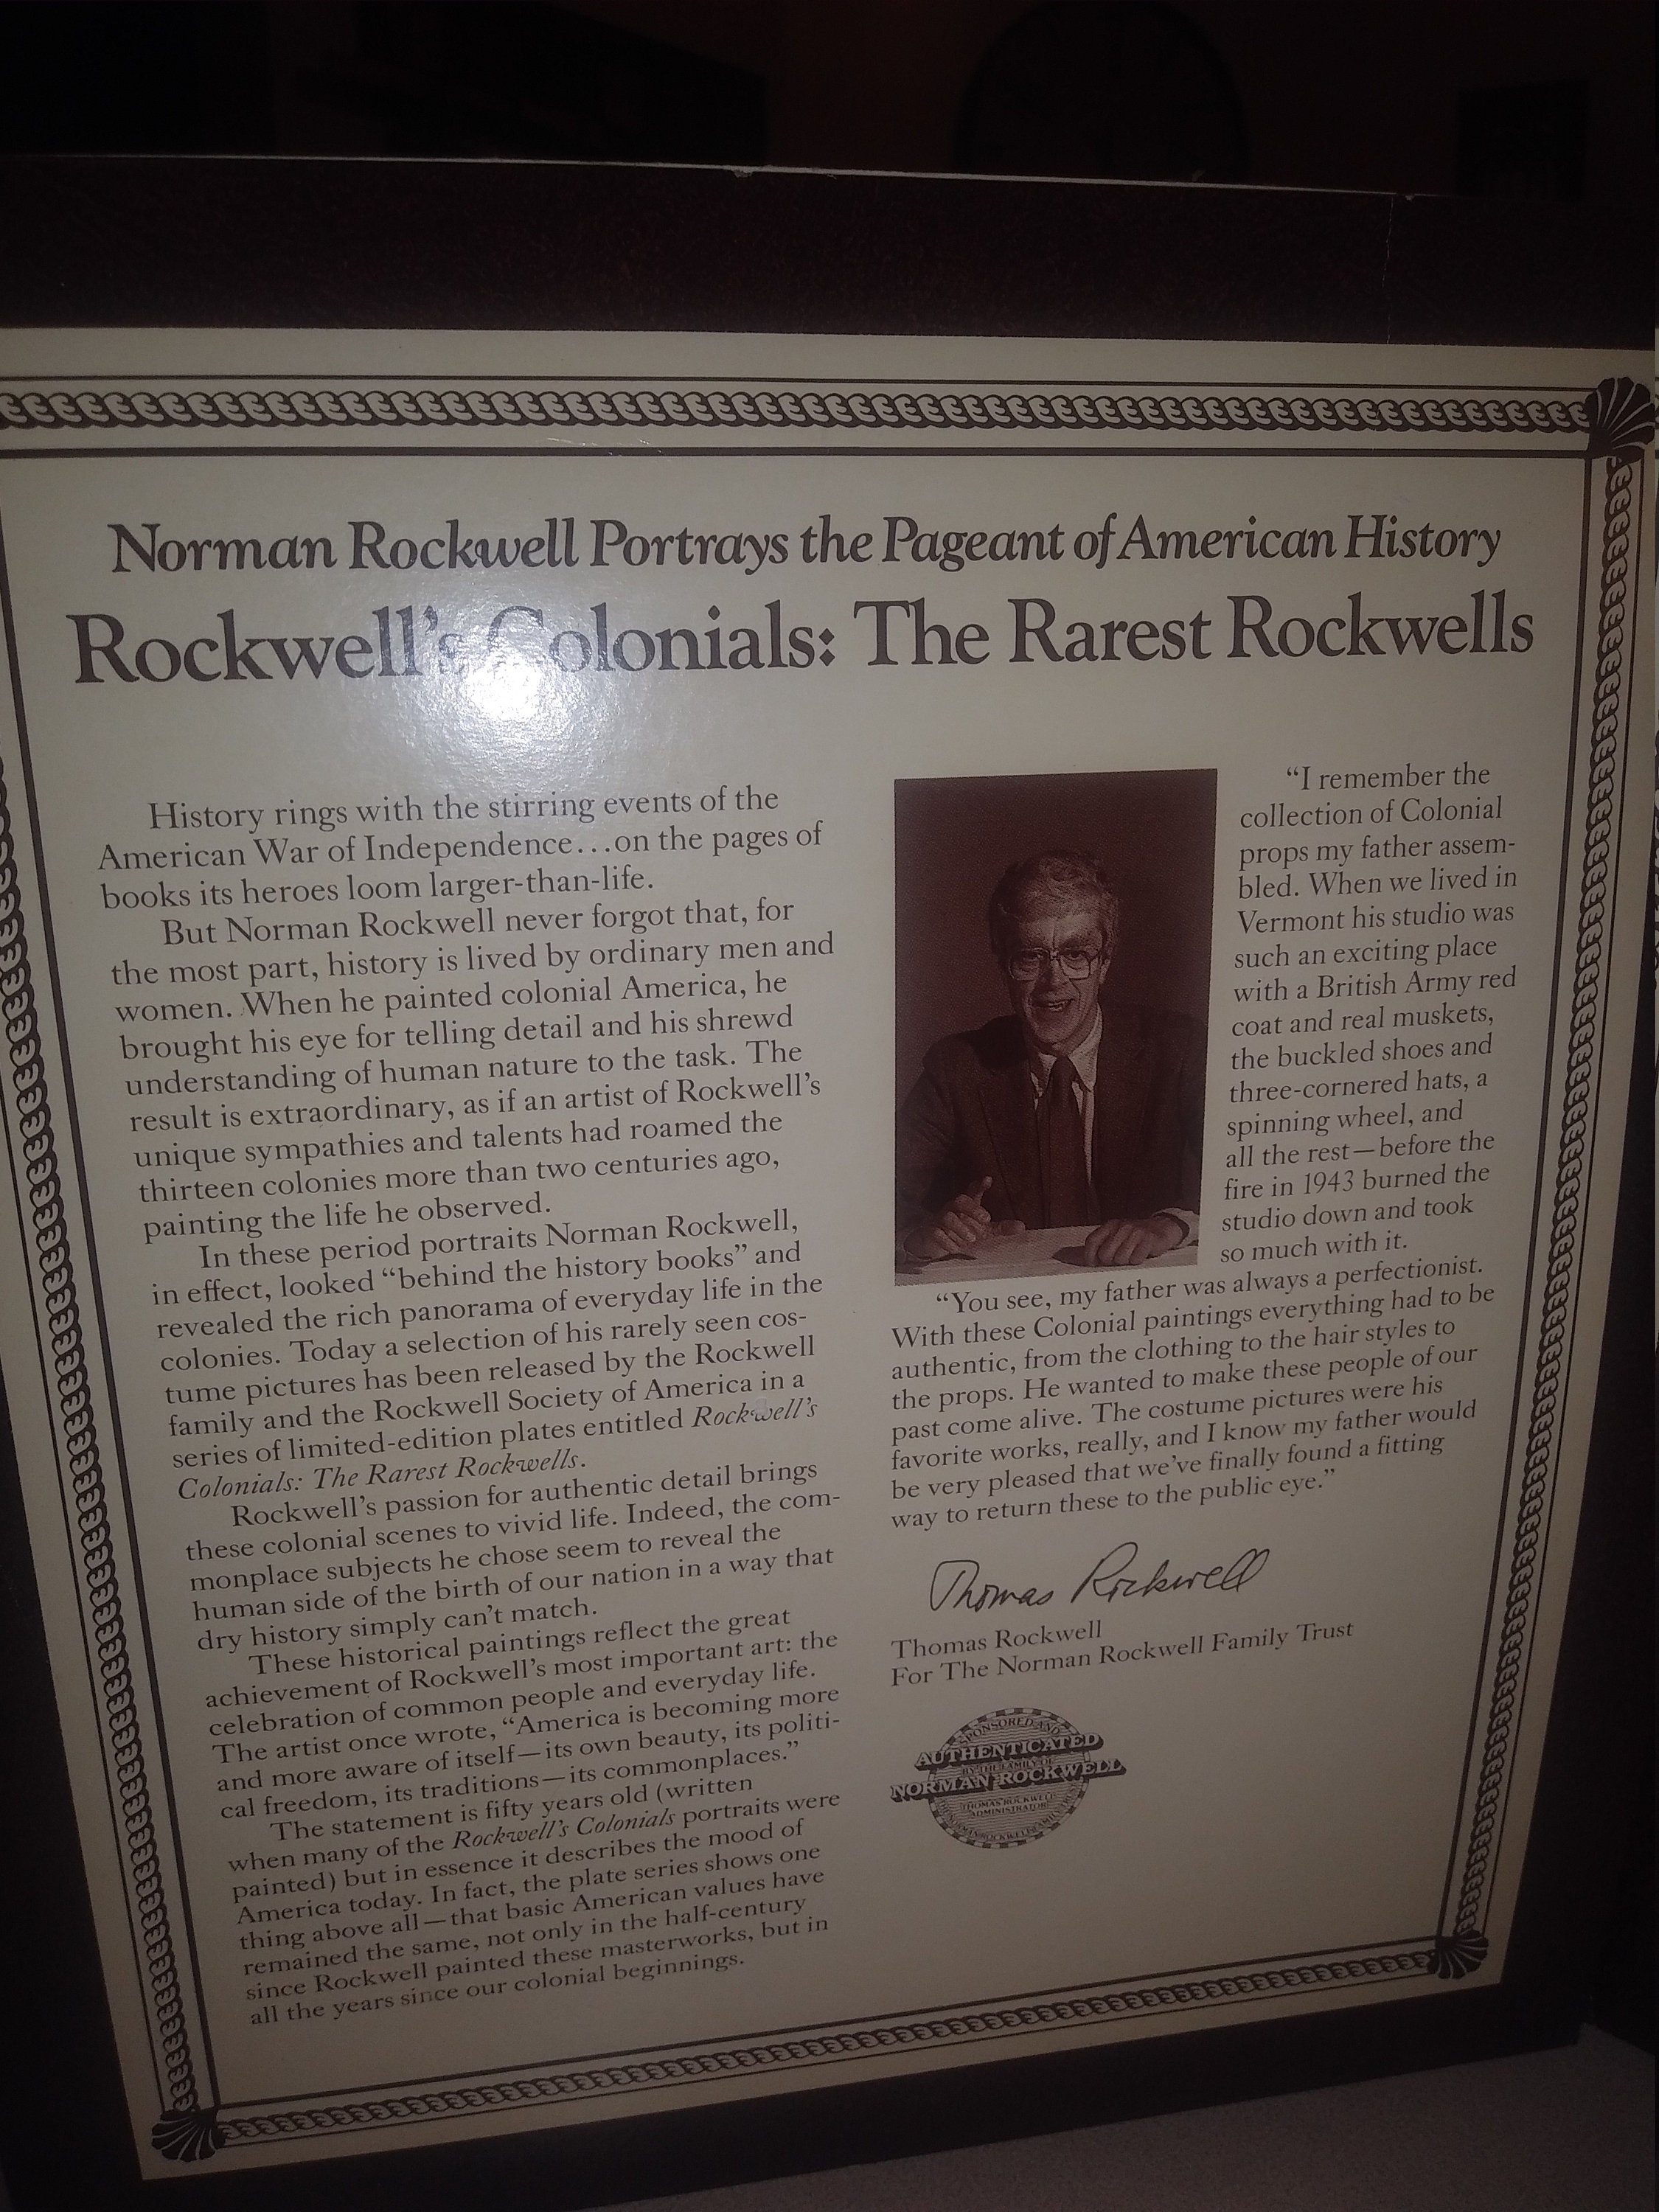 Norman Rockwell Portrays the Pageant of American History
Rockwell's Colonials: The Rarest Rockwells
History rings with the stirring events of the
American War of Independence...on the pages of
books its heroes loom larger-than-life.
But Norman Rockwell never forgot that, for
the most part, history is lived by ordinary men and
women. When he painted colonial America, he
brought his eye for telling detail and his shrewd
understanding of human nature to the task. The
result is extraordinary, as if an artist of Rockwell's
unique sympathies and talents had roamed the
thirteen colonies more than two centuries ago,
painting the life he observed.
In these period portraits Norman Rockwell,
in effect, looked “behind the history books” and
revealed the rich panorama of everyday life in the
colonies. Today a selection of his rarely seen cos-
tume pictures has been released by the Rockwell
family and the Rockwell Society of America in a
series of limited-edition plates entitled Rockwell's
Colonials: The Rarest Rockwells.
Rockwell's passion for authentic detail brings
these colonial scenes to vivid life. Indeed, the com-
monplace subjects he chose seem to reveal the
human side of the birth of our nation in a way that
dry history simply can't match.
These historical paintings reflect the great
achievement of Rockwell's most important art: the
celebration of common people and everyday life.
The artist once wrote, “America is becoming more
and more aware of itself—its own beauty, its politi-
cal freedom, its traditions—its commonplaces.”
The statement is fifty years old (written
when many of the Rockwell's Colonials portraits were
painted) but in essence it describes the mood of
America today. In fact, the plate series shows one
thing above all—that basic American values have
remained the same, not only in the half-century
since Rockwell painted these masterworks, but in
all the years since our colonial beginnings.
“I remember the
collection of Colonial
props my father assem-
bled. When we lived in
Vermont his studio was
such an exciting place
with a British Army red
coat and real muskets,
the buckled shoes and
three-cornered hats, a
spinning wheel, and
all the rest—before the
fire in 1943 burned the
studio down and took
so much with it.
“You see, my father was always a perfectionist.
With these Colonial paintings everything had to be
authentic, from the clothing to the hair styles to
the props. He wanted to make these people of our
past come alive. The costume pictures were his
favorite works, really, and I know my father would
be very pleased that we've finally found a fitting
way to return these to the public eye.”
Thomas Rockwell
Thomas Rockwell
For The Norman Rockwell Family Trust
SPONSORED AND
AUTHENTICATED
BY THE FAMILY OF
NORMAN ROCKWELL
THOMAS ROCKWELL
ADMINISTRATOR